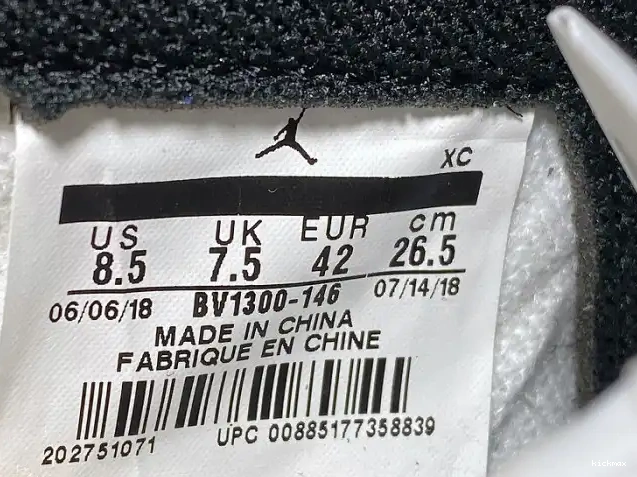 XC
US UK EUR cm
8.5 7.5 42 26.5
06/06/18 BV1300-146 07/14/18
MADE IN CHINA
FABRIQUE EN CHINE
202751071 UPC 00885177358839